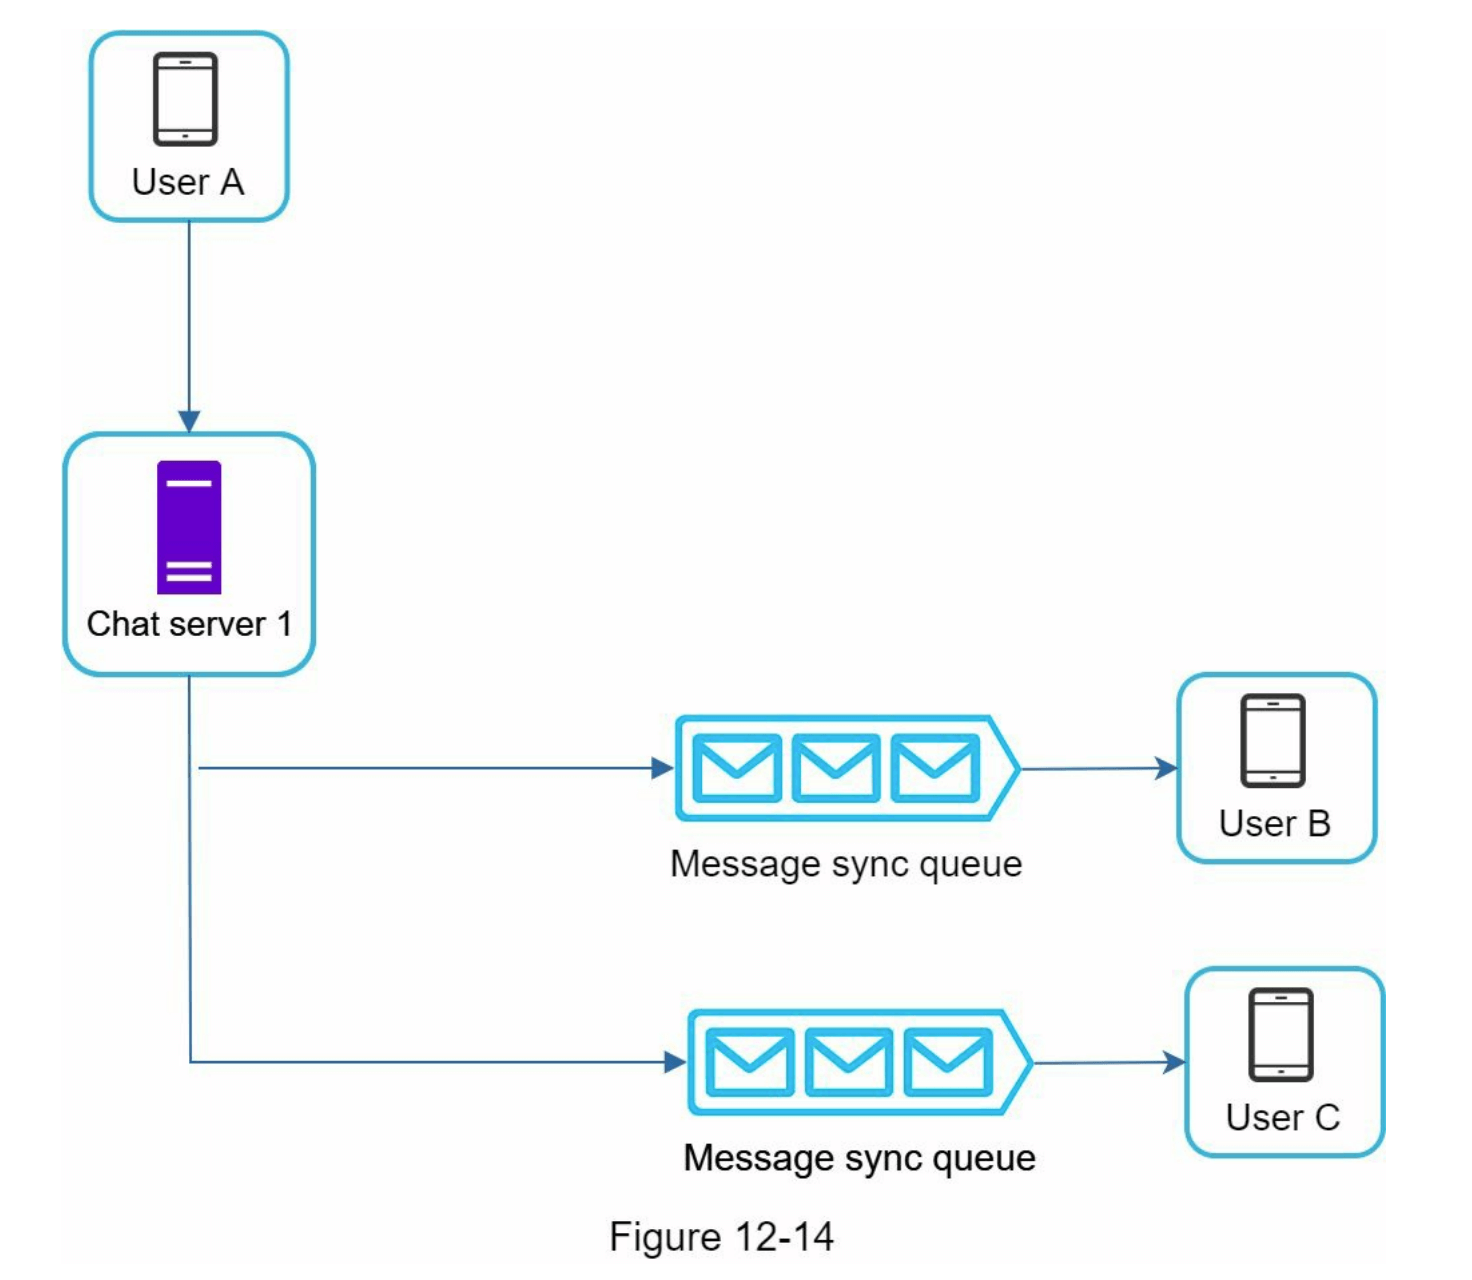 User A
Chat server 1
Message sync queue
User B
Message sync queue
User C
Figure 12-14